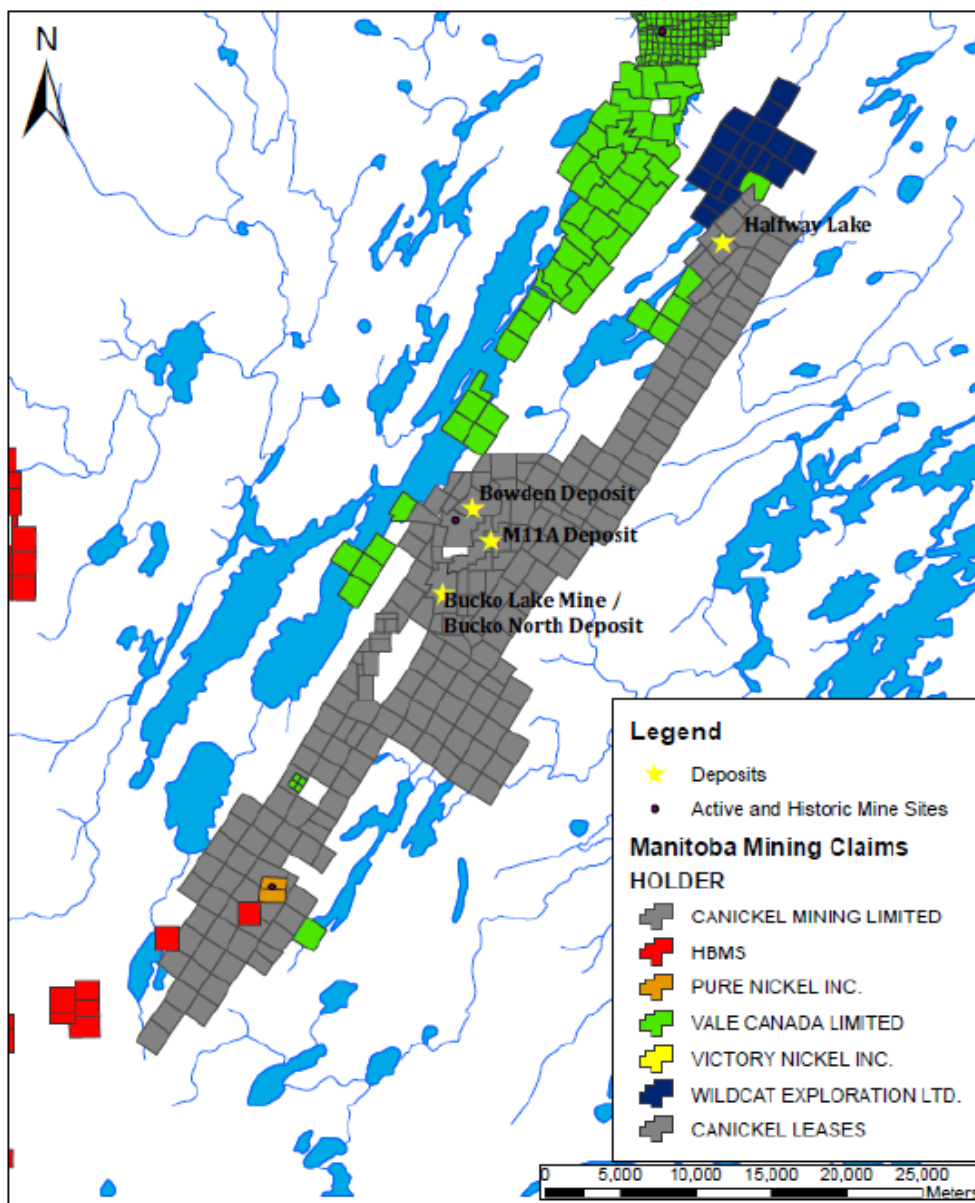 N
Halfway Lake
Bowden Deposit
M11A Deposit
Bucko Lake Mine /
Bucko North Deposit
Legend
Deposits
Active and Historic Mine Sites
Manitoba Mining Claims
HOLDER
CANICKEL MINING LIMITED
HBMS
PURE NICKEL INC.
VALE CANADA LIMITED
VICTORY NICKEL INC.
WILDCAT EXPLORATION LTD.
CANICKEL LEASES
0 5,000 10,000 15,000 20,000 25,000
Meters